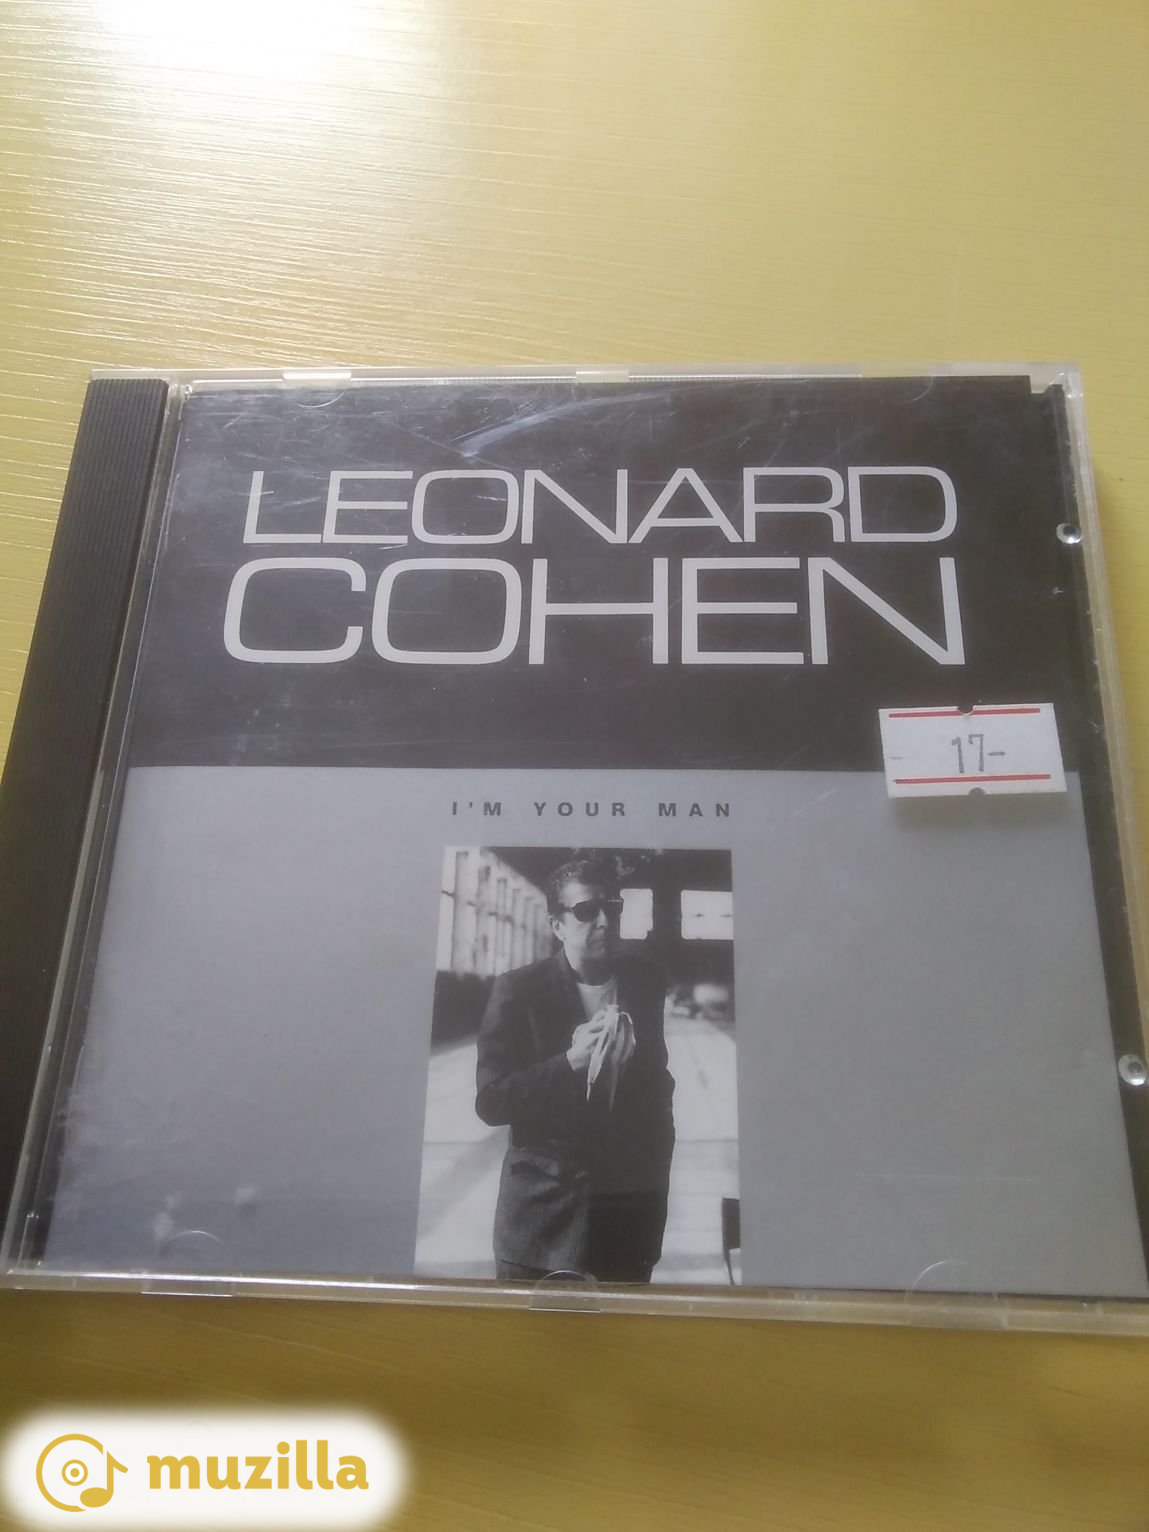 LEONARD
COHEN
17-
I'M YOUR MAN
muzilla